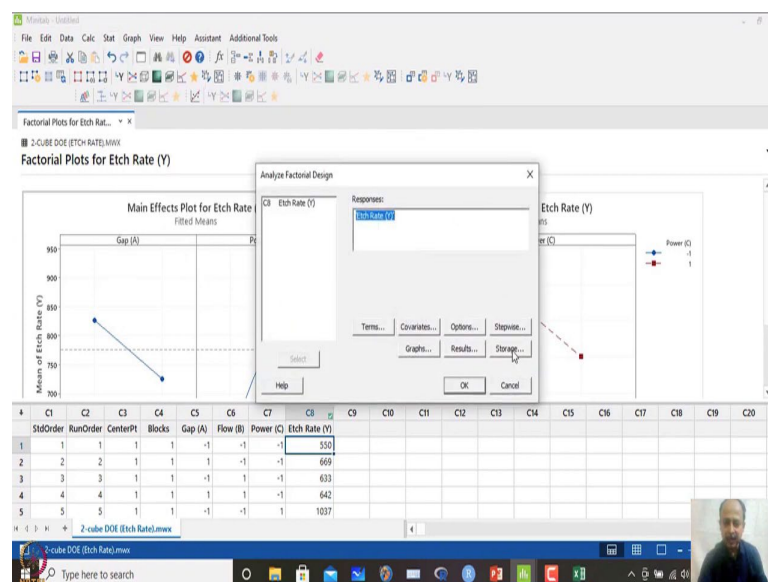 Minitab - Untitled
File Edit Data Calc Stat Graph View Help Assistant Additional Tools
Factorial Plots for Etch Rat...
2-CUBE DOE (ETCH RATE).MWX
Factorial Plots for Etch Rate (Y)
Main Effects Plot for Etch Rate
Fitted Means
Gap (A)
Mean of Etch Rate (Y)
950
900
850
800
750
700
Etch Rate (Y)
Power (C)
-1
1
Analyze Factorial Design
C8 Etch Rate (Y)
Responses:
'Etch Rate (Y)'
Terms... Covariates... Options... Stepwise...
Graphs... Results... Storage...
Select
Help OK Cancel
C1 C2 C3 C4 C5 C6 C7 C8 C9 C10 C11 C12 C13 C14 C15 C16 C17 C18 C19 C20
StdOrder RunOrder CenterPt Blocks Gap (A) Flow (B) Power (C) Etch Rate (Y)
1 1 1 1 1 -1 -1 -1 550
2 2 2 1 1 1 -1 -1 669
3 3 3 1 1 -1 1 -1 633
4 4 4 1 1 1 1 -1 642
5 5 5 1 1 -1 -1 1 1037
2-cube DOE (Etch Rate).mwx
2-cube DOE (Etch Rate).mwx
Type here to search